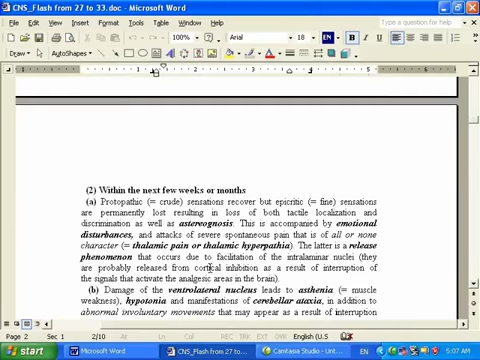 CNS_Flash from 27 to 33.doc - Microsoft Word
File Edit View Insert Format Tools Table Window Help
100% Arial 18 EN B I U
Draw AutoShapes
(2) Within the next few weeks or months
(a) Protopathic (= crude) sensations recover but epicritic (= fine) sensations
are permanently lost resulting in loss of both tactile localization and
discrimination as well as astereognosis. This is accompanied by emotional
disturbances, and attacks of severe spontaneous pain that is of all or none
character (= thalamic pain or thalamic hyperpathia). The latter is a release
phenomenon that occurs due to facilitation of the intralaminar nuclei (they
are probably released from cortical inhibition as a result of interruption of
the signals that activate the analgesic areas in the brain).
(b) Damage of the ventrolateral nucleus leads to asthenia (= muscle
weakness), hypotonia and manifestations of cerebellar ataxia, in addition to
abnormal involuntary movements that may appear as a result of interruption
Page 2 Sec 1 2/10 REC TRK EXT OVR English (U.S
start Microsoft Word CNS_Flash from 27 to... Camtasia Studio - Unt... 5:07 AM